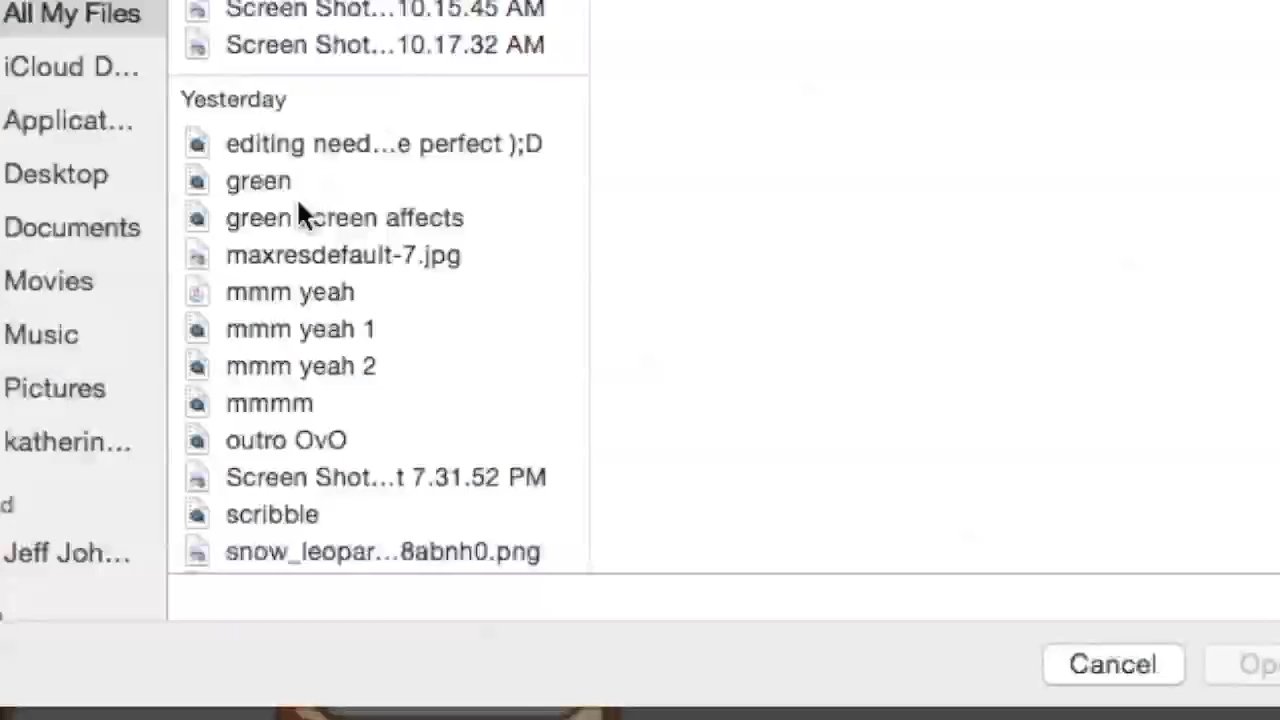 All My Files
iCloud D...
Applicat...
Desktop
Documents
Movies
Music
Pictures
katherin...
d
Jeff Joh...
Screen Shot...10.15.45 AM
Screen Shot...10.17.32 AM
Yesterday
editing need...e perfect );D
green
green screen affects
maxresdefault-7.jpg
mmm yeah
mmm yeah 1
mmm yeah 2
mmmm
outro OvO
Screen Shot...t 7.31.52 PM
scribble
snow_leopar...8abnh0.png
Cancel
Ope